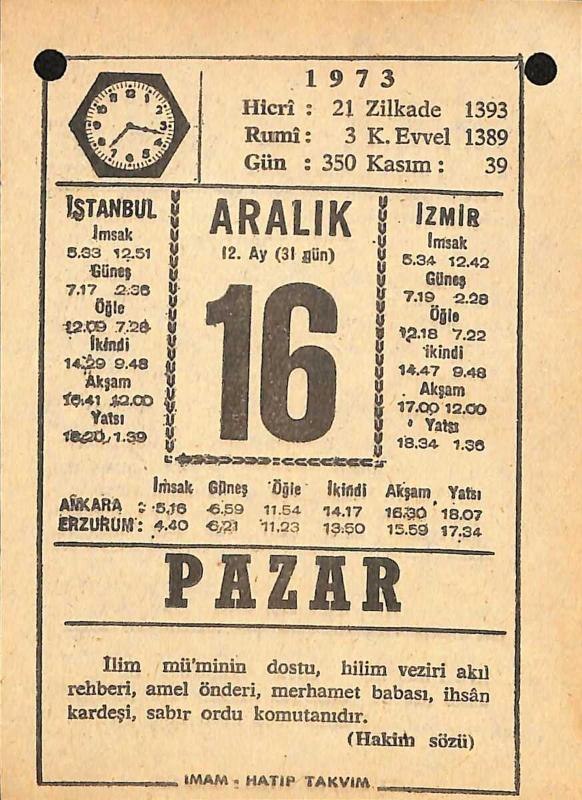 1973
Hicrî : 21 Zilkade 1393
Rumî : 3 K. Evvel 1389
Gün : 350 Kasım : 39
İSTANBUL
İmsak
5.33 12.51
Güneş
7.17 2.36
Öğle
12.09 7.28
İkindi
14.29 9.48
Akşam
16.41 12.00
Yatsı
18.20 1.39
ARALIK
12. Ay (31 gün)
16
İZMİR
İmsak
5.34 12.42
Güneş
7.19 2.28
Öğle
12.18 7.22
ikindi
14.47 9.48
Akşam
17.00 12.00
Yatsı
18.34 1.36
İmsak Güneş Öğle İkindi Akşam Yatsı
ANKARA : 5.16 6.59 11.54 14.17 16.30 18.07
ERZURUM : 4.40 6.21 11.23 13.50 15.59 17.34
PAZAR
İlim mü'minin dostu, hilim veziri akıl
rehberi, amel önderi, merhamet babası, ihsân
kardeşi, sabır ordu komutanıdır.
(Hakim sözü)
İMAM - HATİP TAKVİM